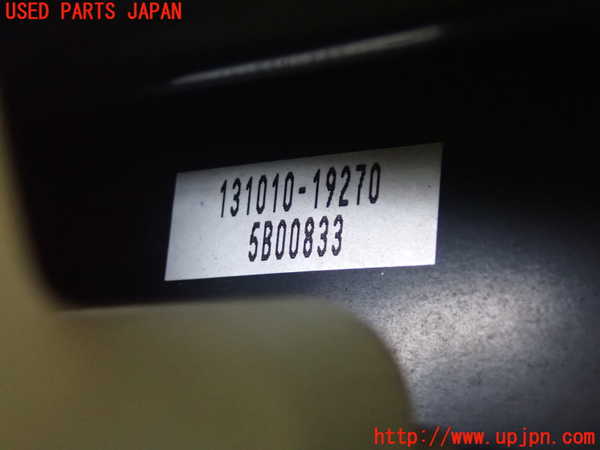 USED PARTS JAPAN
131010-19270
5B00833
http://www.upjpn.com/